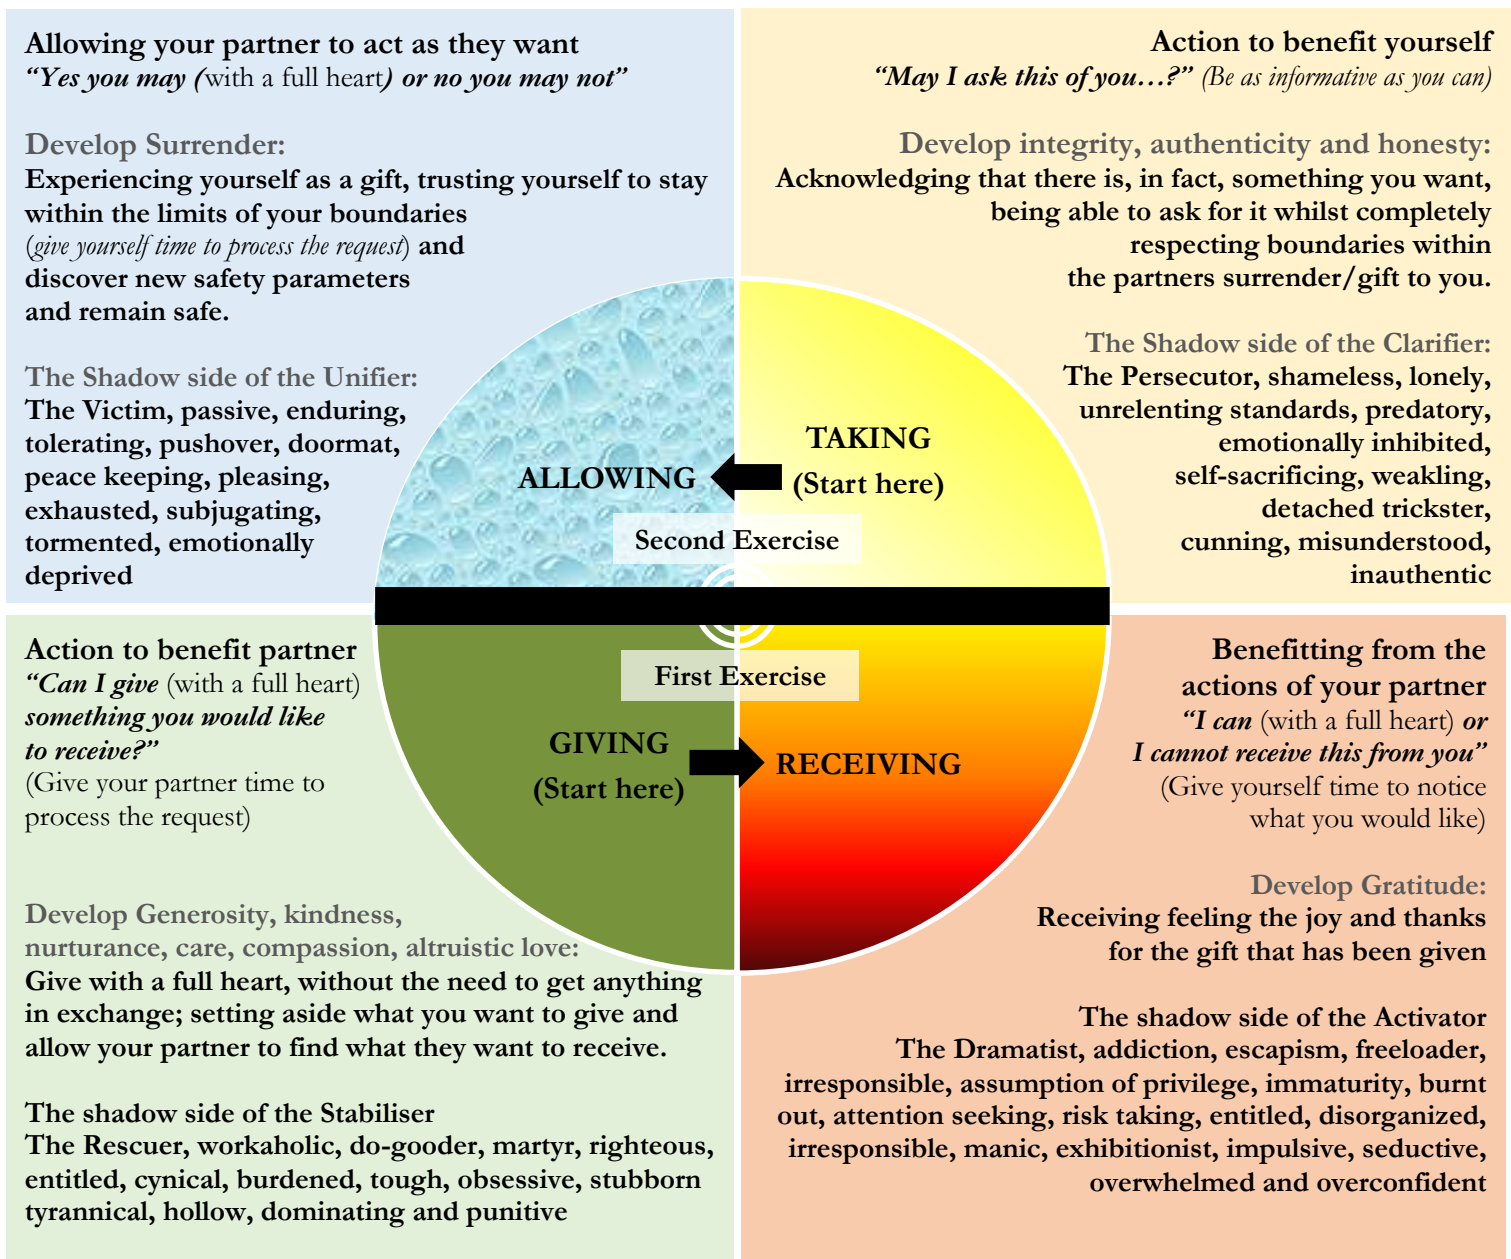 Allowing your partner to act as they want
“Yes you may (with a full heart) or no you may not”
Develop Surrender:
Experiencing yourself as a gift, trusting yourself to stay
within the limits of your boundaries
(give yourself time to process the request) and
discover new safety parameters
and remain safe.
The Shadow side of the Unifier:
The Victim, passive, enduring,
tolerating, pushover, doormat,
peace keeping, pleasing,
exhausted, subjugating,
tormented, emotionally
deprived
Action to benefit yourself
“May I ask this of you…?” (Be as informative as you can)
Develop integrity, authenticity and honesty:
Acknowledging that there is, in fact, something you want,
being able to ask for it whilst completely
respecting boundaries within
the partners surrender/gift to you.
The Shadow side of the Clarifier:
The Persecutor, shameless, lonely,
unrelenting standards, predatory,
emotionally inhibited,
self-sacrificing, weakling,
detached trickster,
cunning, misunderstood,
inauthentic
ALLOWING
TAKING
(Start here)
Second Exercise
First Exercise
GIVING
(Start here)
RECEIVING
Action to benefit partner
“Can I give (with a full heart)
something you would like
to receive?”
(Give your partner time to
process the request)
Develop Generosity, kindness,
nurturance, care, compassion, altruistic love:
Give with a full heart, without the need to get anything
in exchange; setting aside what you want to give and
allow your partner to find what they want to receive.
The shadow side of the Stabiliser
The Rescuer, workaholic, do-gooder, martyr, righteous,
entitled, cynical, burdened, tough, obsessive, stubborn
tyrannical, hollow, dominating and punitive
Benefitting from the
actions of your partner
“I can (with a full heart) or
I cannot receive this from you”
(Give yourself time to notice
what you would like)
Develop Gratitude:
Receiving feeling the joy and thanks
for the gift that has been given
The shadow side of the Activator
The Dramatist, addiction, escapism, freeloader,
irresponsible, assumption of privilege, immaturity, burnt
out, attention seeking, risk taking, entitled, disorganized,
irresponsible, manic, exhibitionist, impulsive, seductive,
overwhelmed and overconfident